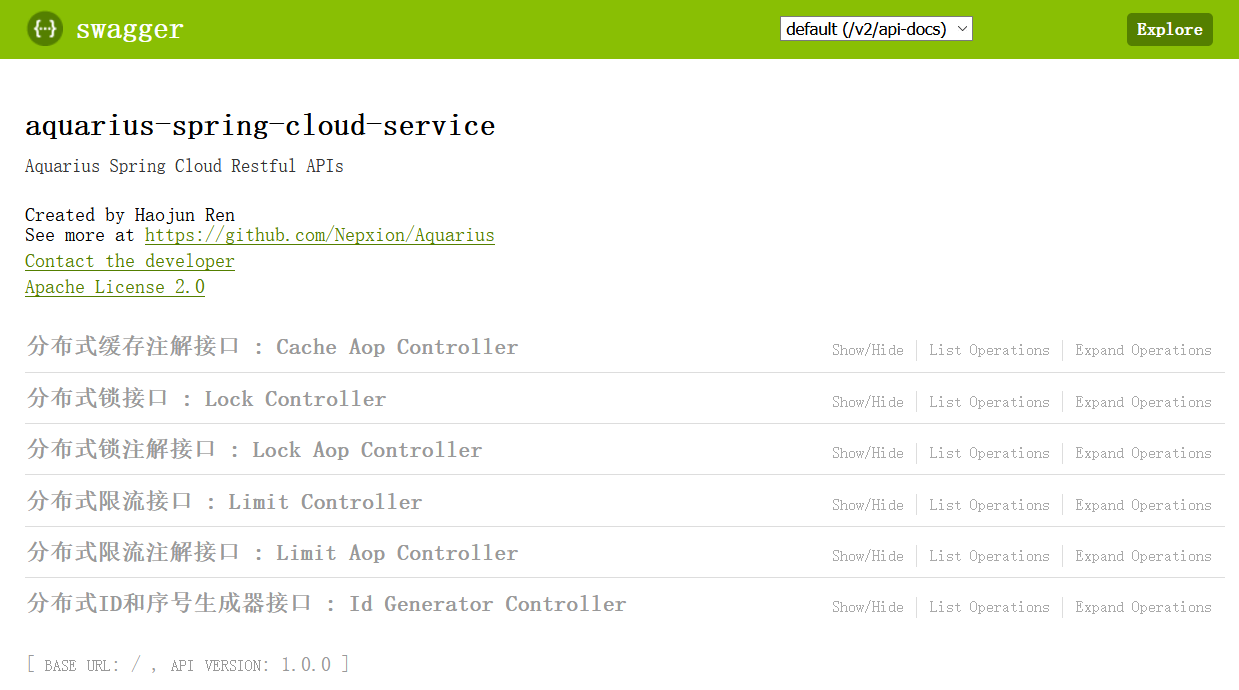 swagger default (/v2/api-docs) Explore
aquarius-spring-cloud-service
Aquarius Spring Cloud Restful APIs
Created by Haojun Ren
See more at https://github.com/Nepxion/Aquarius
Contact the developer
Apache License 2.0
分布式缓存注解接口 : Cache Aop Controller Show/Hide List Operations Expand Operations
分布式锁接口 : Lock Controller Show/Hide List Operations Expand Operations
分布式锁注解接口 : Lock Aop Controller Show/Hide List Operations Expand Operations
分布式限流接口 : Limit Controller Show/Hide List Operations Expand Operations
分布式限流注解接口 : Limit Aop Controller Show/Hide List Operations Expand Operations
分布式ID和序号生成器接口 : Id Generator Controller Show/Hide List Operations Expand Operations
[ BASE URL: / , API VERSION: 1.0.0 ]